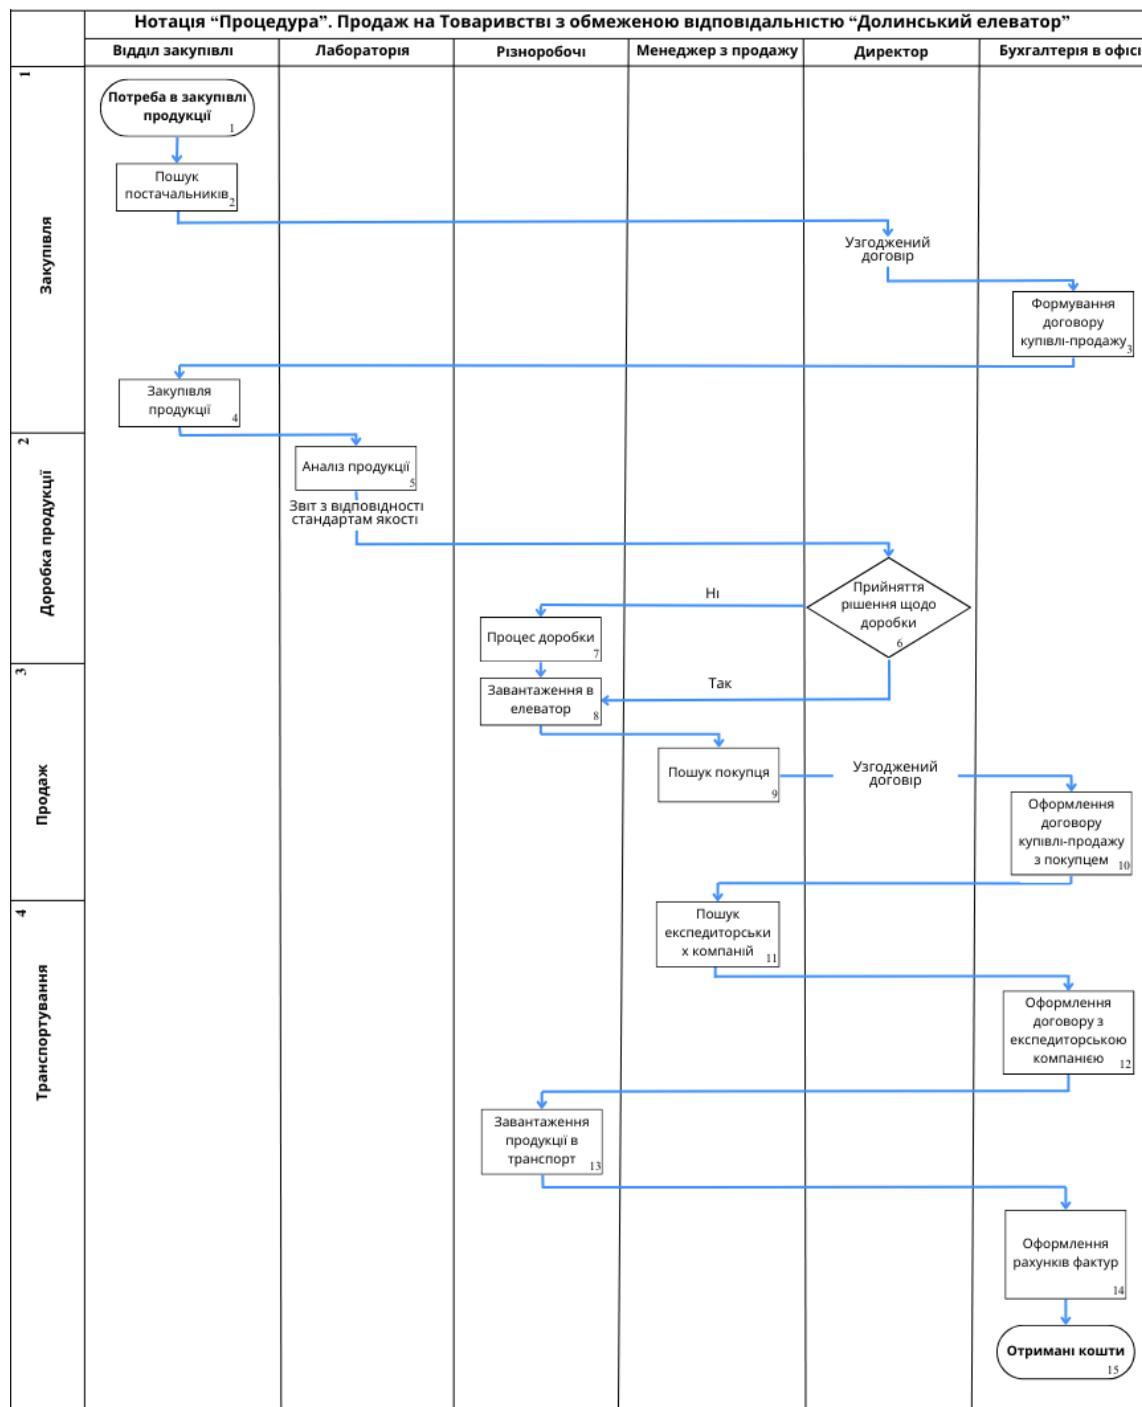 Нотація “Процедура”. Продаж на Товаривстві з обмеженою відповідальністю “Долинський елеватор”
Відділ закупівлі
Лабораторія
Різноробочі
Менеджер з продажу
Директор
Бухгалтерія в офісі
1
Закупівля
Потреба в закупівлі
продукції
1
Пошук
постачальників
2
Узгоджений
договір
Формування
договору
купівлі-продажу
3
Закупівля
продукції
4
2
Доробка продукції
Аналіз продукції
5
Звіт з відповідності
стандартам якості
Прийняття
рішення щодо
доробки
6
Ні
Процес доробки
7
3
Продаж
Так
Завантаження в
елеватор
8
Пошук покупця
9
Узгоджений
договір
Оформлення
договору
купівлі-продажу
з покупцем
10
4
Транспортування
Пошук
експедиторськи
х компаній
11
Оформлення
договору з
експедиторською
компанією
12
Завантаження
продукції в
транспорт
13
Оформлення
рахунків фактур
14
Отримані кошти
15